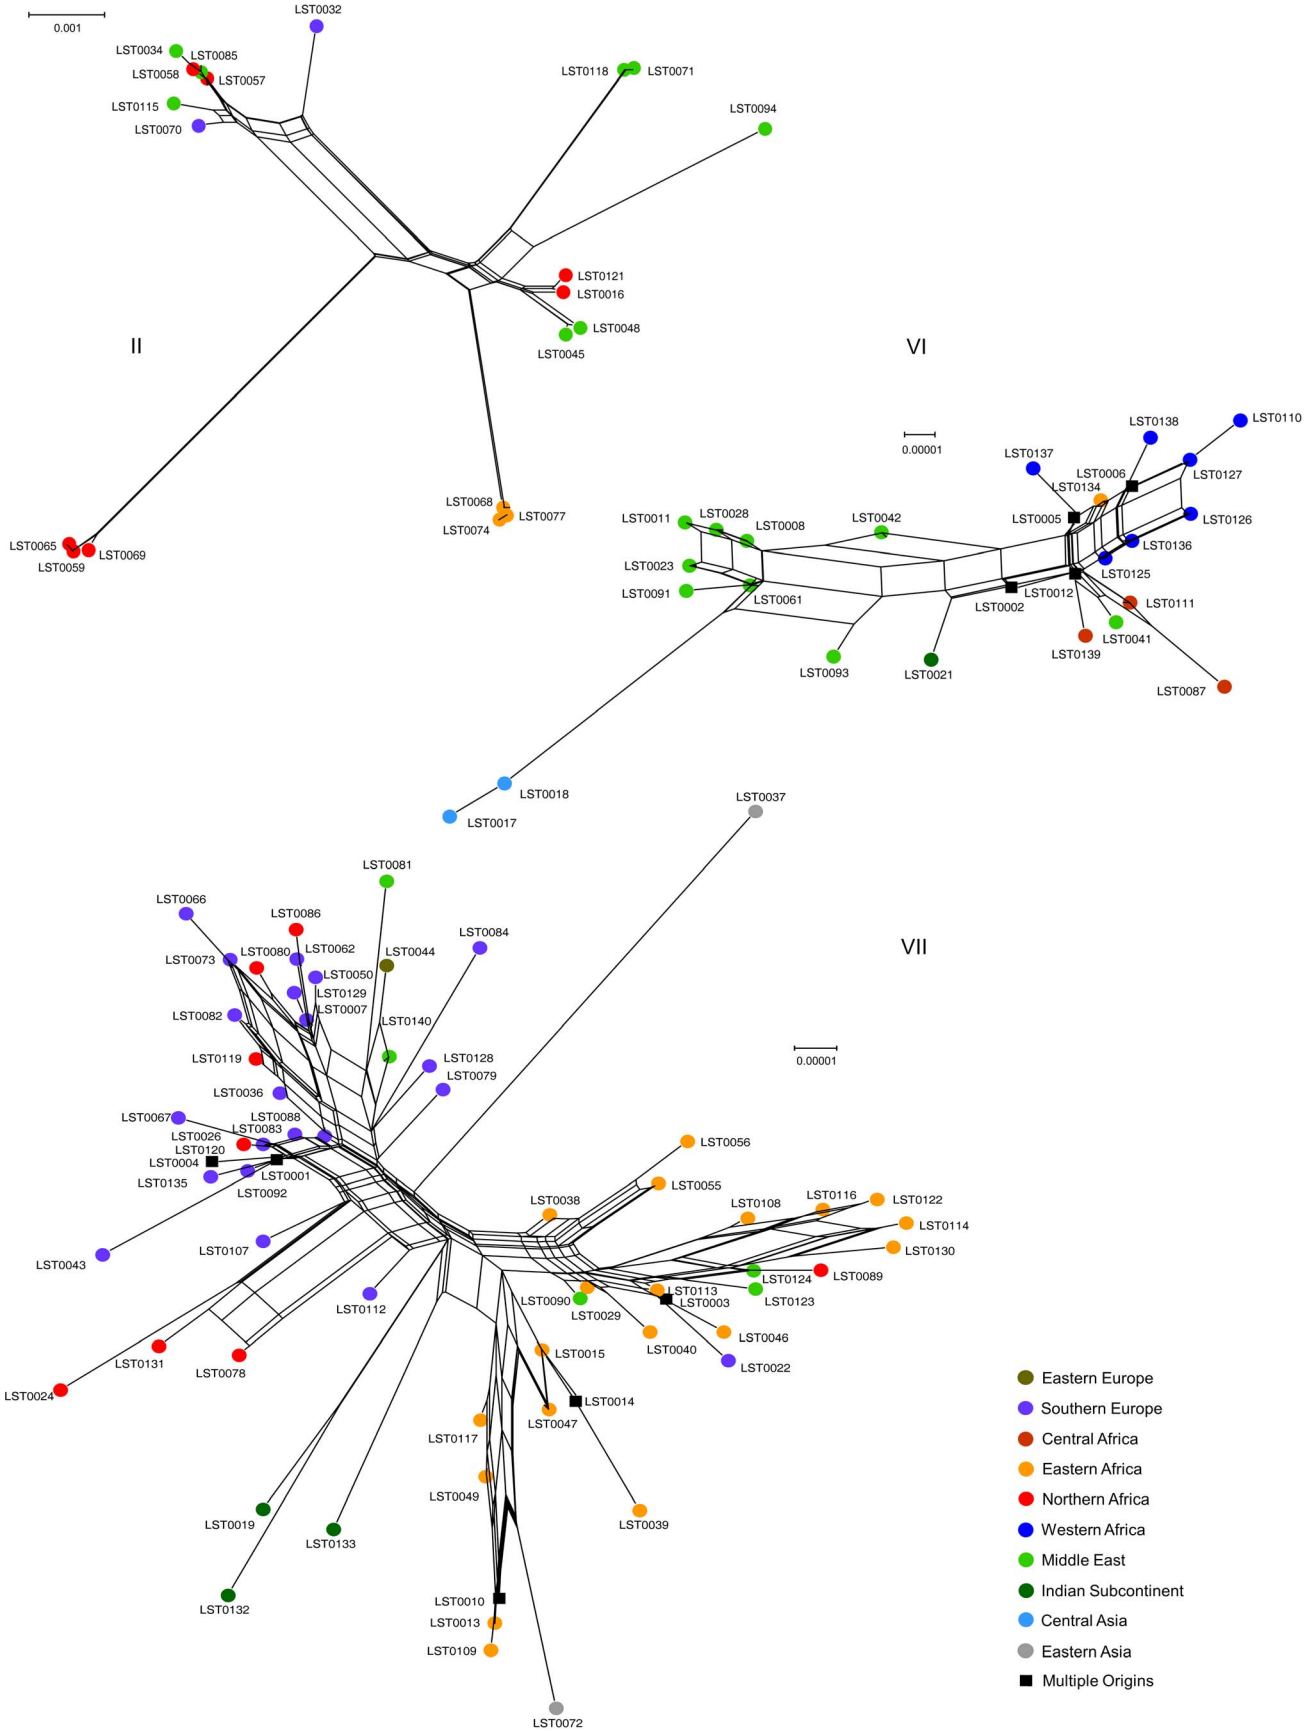 0.001
LST0032
LST0034
LST0085
LST0058
LST0057
LST0115
LST0070
LST0118
LST0071
LST0094
LST0121
LST0016
LST0048
LST0045
II
LST0068
LST0077
LST0074
LST0065
LST0069
LST0059
VI
0.00001
LST0110
LST0138
LST0137
LST0006
LST0127
LST0134
LST0005
LST0126
LST0011
LST0028
LST0008
LST0042
LST0136
LST0023
LST0125
LST0091
LST0061
LST0002
LST0012
LST0111
LST0041
LST0139
LST0093
LST0021
LST0087
LST0018
LST0017
LST0037
VII
0.00001
LST0081
LST0066
LST0086
LST0084
LST0073
LST0080
LST0062
LST0044
LST0050
LST0129
LST0007
LST0082
LST0140
LST0119
LST0128
LST0079
LST0036
LST0067
LST0088
LST0083
LST0026
LST0120
LST0004
LST0001
LST0135
LST0092
LST0043
LST0107
LST0112
LST0056
LST0055
LST0038
LST0108
LST0116
LST0122
LST0114
LST0130
LST0124
LST0089
LST0123
LST0090
LST0113
LST0003
LST0029
LST0046
LST0040
LST0022
LST0131
LST0078
LST0024
LST0015
LST0014
LST0047
LST0117
LST0049
LST0039
LST0019
LST0133
LST0132
LST0010
LST0013
LST0109
LST0072
Eastern Europe
Southern Europe
Central Africa
Eastern Africa
Northern Africa
Western Africa
Middle East
Indian Subcontinent
Central Asia
Eastern Asia
Multiple Origins